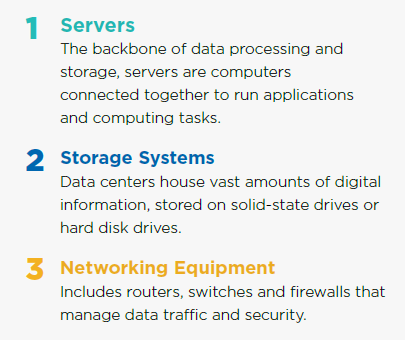 1 Servers
The backbone of data processing and
storage, servers are computers
connected together to run applications
and computing tasks.
2 Storage Systems
Data centers house vast amounts of digital
information, stored on solid-state drives or
hard disk drives.
3 Networking Equipment
Includes routers, switches and firewalls that
manage data traffic and security.